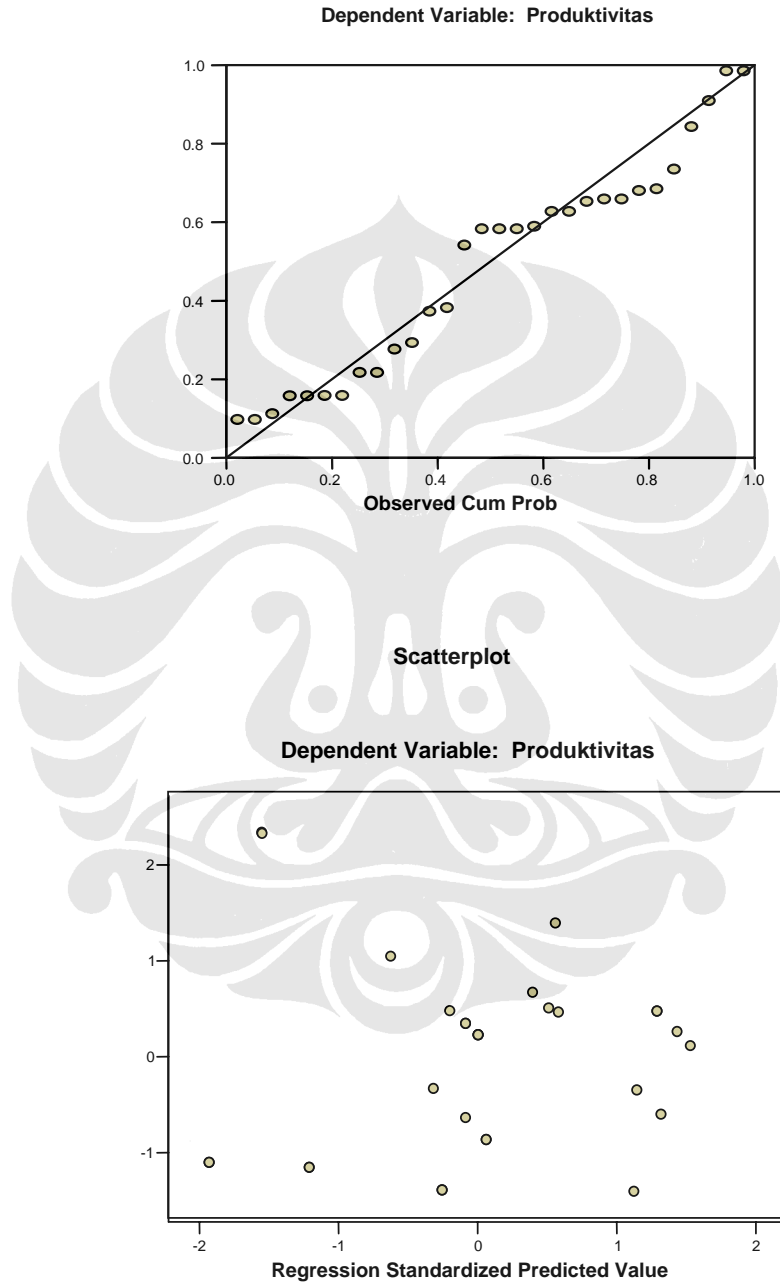 Dependent Variable: Produktivitas
1.0
0.8
0.6
0.4
0.2
0.0
0.0 0.2 0.4 0.6 0.8 1.0
Observed Cum Prob
Scatterplot
Dependent Variable: Produktivitas
2
1
0
-1
-2 -1 0 1 2
Regression Standardized Predicted Value